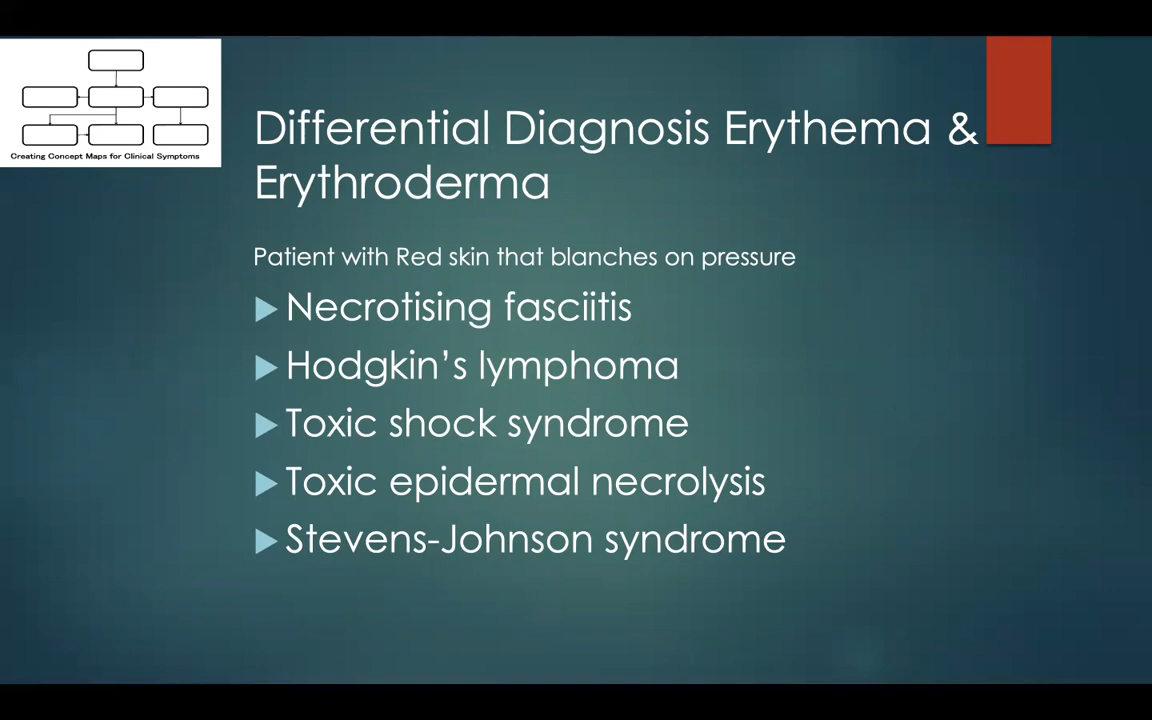 Creating Concept Maps for Clinical Symptoms
Differential Diagnosis Erythema &
Erythroderma
Patient with Red skin that blanches on pressure
Necrotising fasciitis
Hodgkin's lymphoma
Toxic shock syndrome
Toxic epidermal necrolysis
Stevens-Johnson syndrome